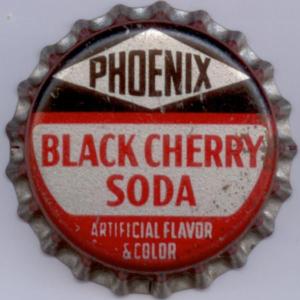 PHOENIX
BLACK CHERRY
SODA
ARTIFICIAL FLAVOR
& COLOR